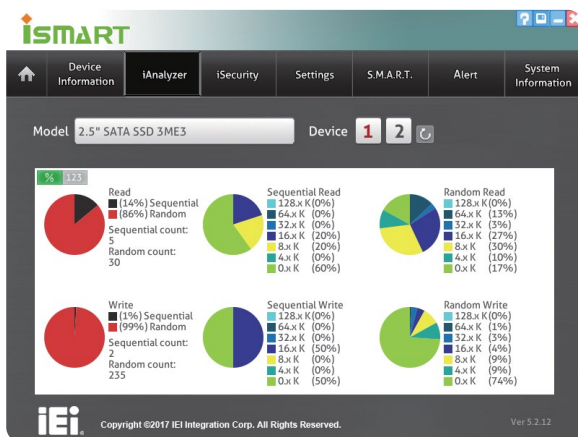 iSMART
Device Information
iAnalyzer
iSecurity
Settings
S.M.A.R.T.
Alert
System Information
Model 2.5" SATA SSD 3ME3 Device 1 2
% 123
Read
(14%) Sequential
(86%) Random
Sequential count:
5
Random count:
30
Sequential Read
128.x K(0%)
64.x K (0%)
32.x K (0%)
16.x K (20%)
8.x K (20%)
4.x K (0%)
0.x K (60%)
Random Read
128.x K(0%)
64.x K (13%)
32.x K (3%)
16.x K (27%)
8.x K (30%)
4.x K (10%)
0.x K (17%)
Write
(1%) Sequential
(99%) Random
Sequential count:
2
Random count:
235
Sequential Write
128.x K(0%)
64.x K (0%)
32.x K (0%)
16.x K (50%)
8.x K (0%)
4.x K (0%)
0.x K (50%)
Random Write
128.x K(0%)
64.x K (1%)
32.x K (3%)
16.x K (4%)
8.x K (9%)
4.x K (9%)
0.x K (74%)
iEi. Copyright ©2017 IEI Integration Corp. All Rights Reserved. Ver 5.2.12